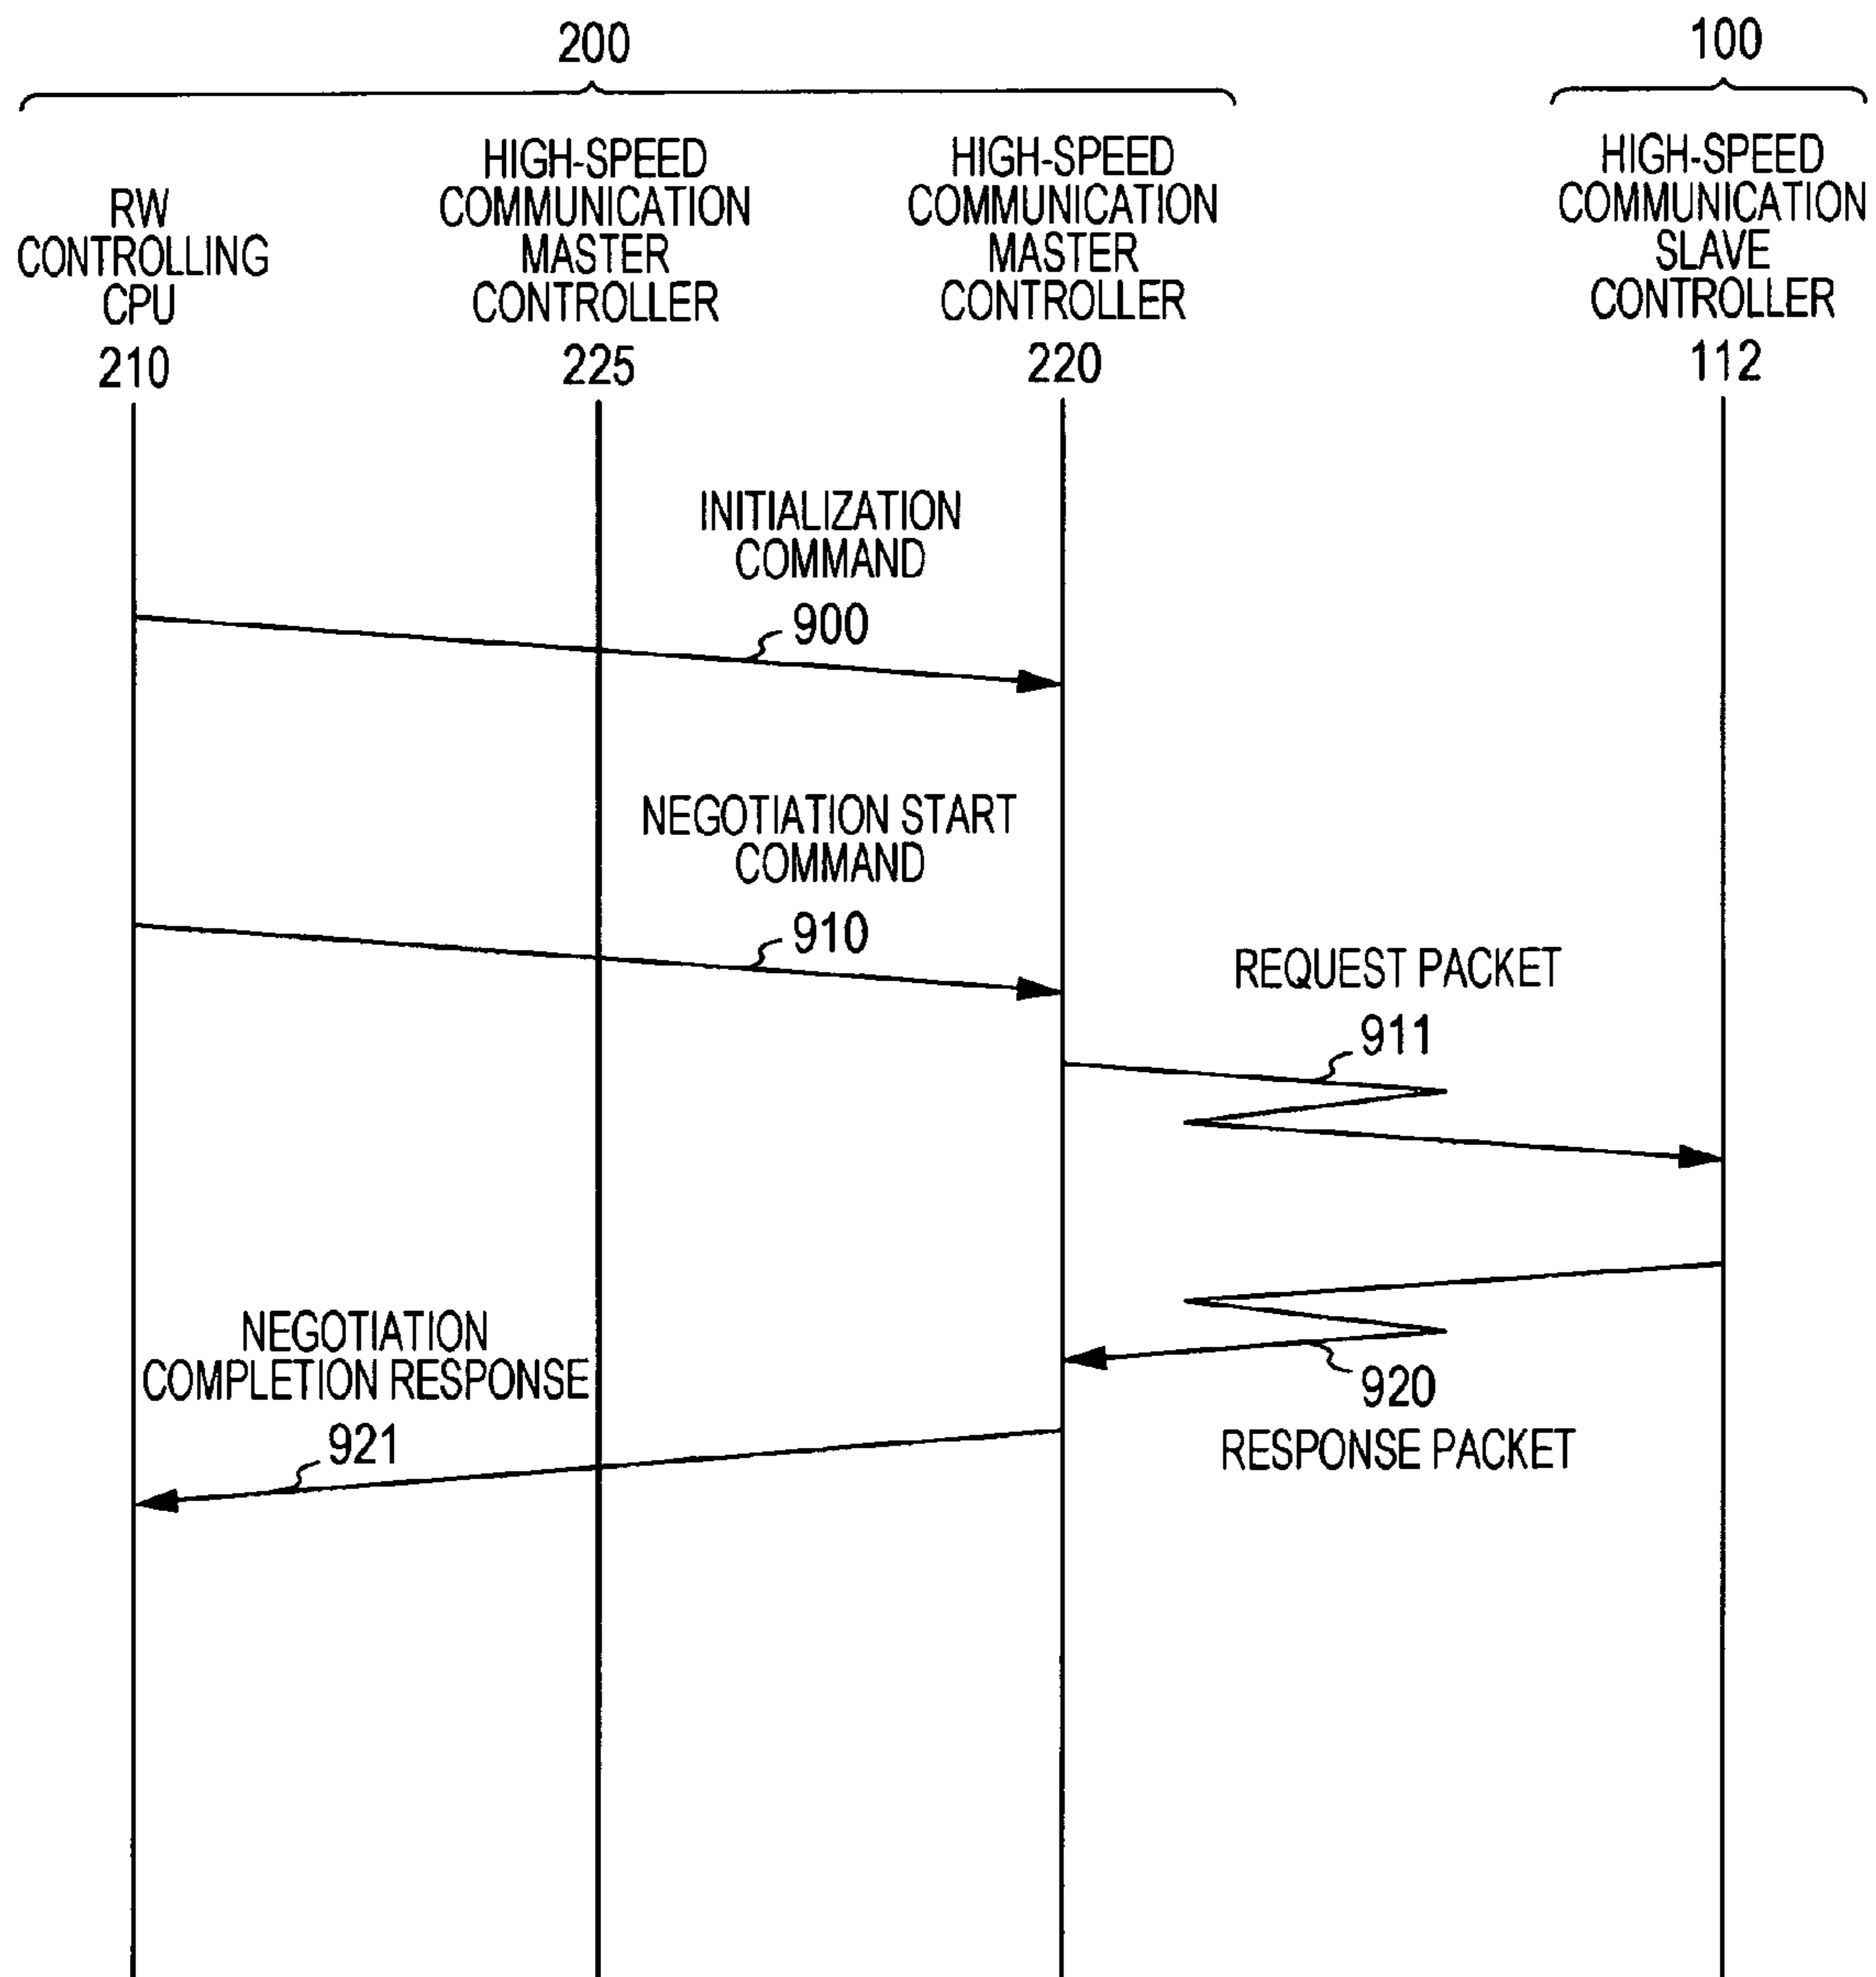 200
100
RW
CONTROLLING
CPU
210
HIGH-SPEED
COMMUNICATION
MASTER
CONTROLLER
225
HIGH-SPEED
COMMUNICATION
MASTER
CONTROLLER
220
HIGH-SPEED
COMMUNICATION
SLAVE
CONTROLLER
112
INITIALIZATION
COMMAND
900
NEGOTIATION START
COMMAND
910
REQUEST PACKET
911
NEGOTIATION
COMPLETION RESPONSE
921
920
RESPONSE PACKET